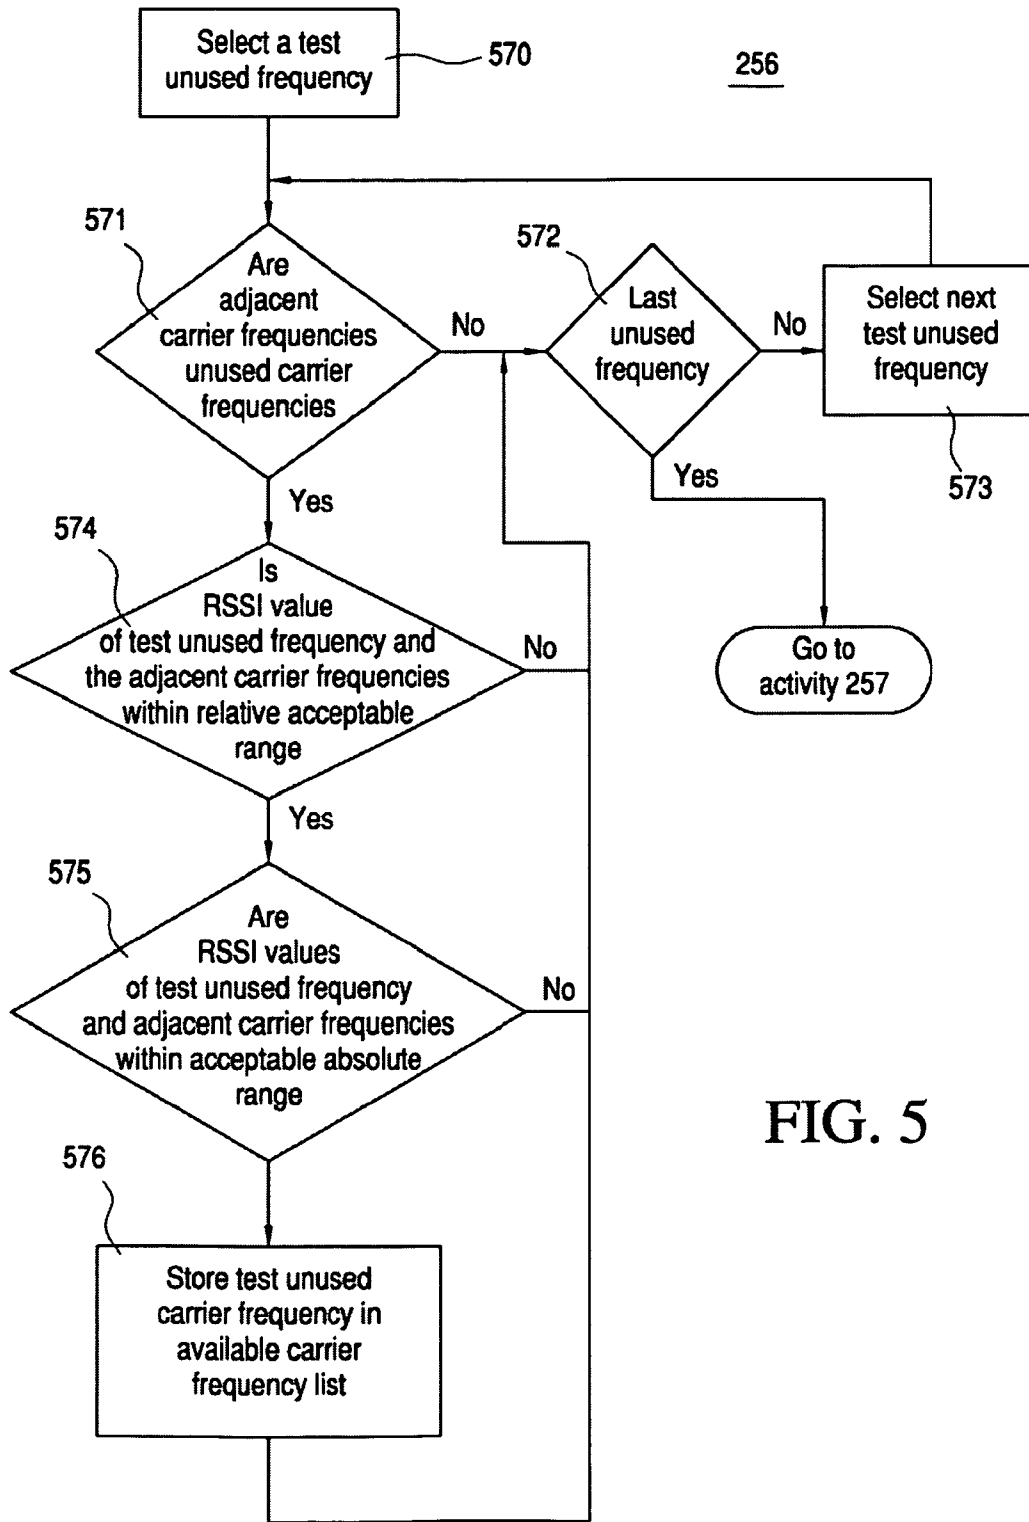 Select a test
unused frequency
570
256
571
Are
adjacent
carrier frequencies
unused carrier
frequencies
No
572
Last
unused
frequency
No
Select next
test unused
frequency
573
Yes
Yes
Go to
activity 257
574
Is
RSSI value
of test unused frequency and
the adjacent carrier frequencies
within relative acceptable
range
No
Yes
575
Are
RSSI values
of test unused frequency
and adjacent carrier frequencies
within acceptable absolute
range
No
576
Store test unused
carrier frequency in
available carrier
frequency list
FIG. 5